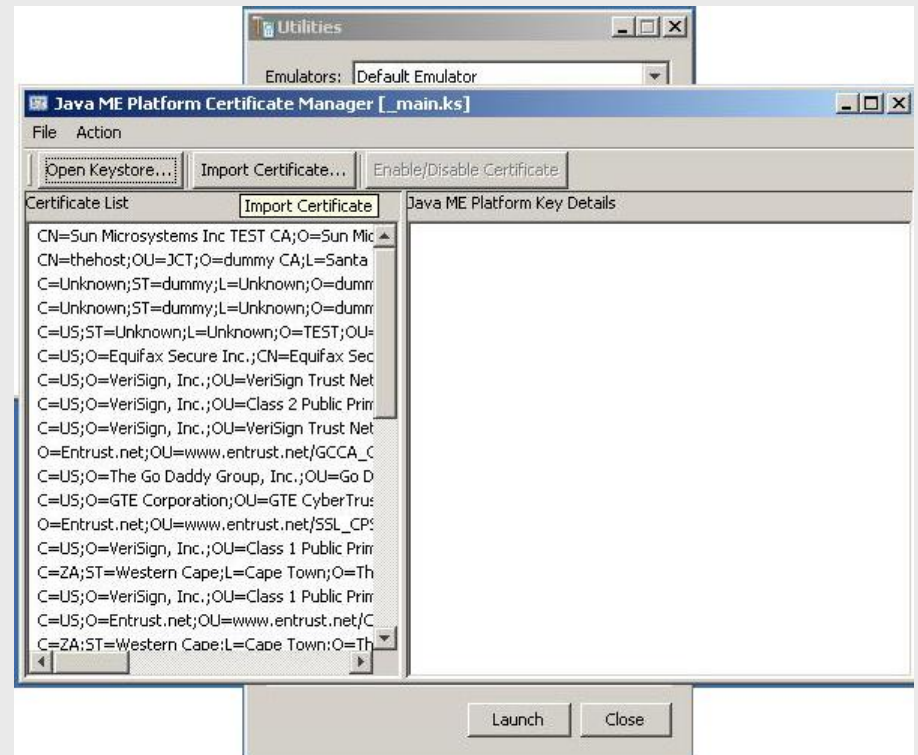 Utilities
Emulators: Default Emulator
Java ME Platform Certificate Manager [_main.ks]
File Action
Open Keystore... Import Certificate... Enable/Disable Certificate
Certificate List Import Certificate Java ME Platform Key Details
CN=Sun Microsystems Inc TEST CA;O=Sun Mic
CN=thehost;OU=JCT;O=dummy CA;L=Santa
C=Unknown;ST=dummy;L=Unknown;O=dumm
C=Unknown;ST=dummy;L=Unknown;O=dumm
C=US;ST=Unknown;L=Unknown;O=TEST;OU=
C=US;O=Equifax Secure Inc.;CN=Equifax Sec
C=US;O=VeriSign, Inc.;OU=VeriSign Trust Net
C=US;O=VeriSign, Inc.;OU=Class 2 Public Prim
C=US;O=VeriSign, Inc.;OU=VeriSign Trust Net
O=Entrust.net;OU=www.entrust.net/GCCA_C
C=US;O=The Go Daddy Group, Inc.;OU=Go D
C=US;O=GTE Corporation;OU=GTE CyberTrus
O=Entrust.net;OU=www.entrust.net/SSL_CPS
C=US;O=VeriSign, Inc.;OU=Class 1 Public Prim
C=ZA;ST=Western Cape;L=Cape Town;O=Th
C=US;O=VeriSign, Inc.;OU=Class 1 Public Prim
C=US;O=Entrust.net;OU=www.entrust.net/C
C=ZA;ST=Western Cape;L=Cape Town;O=Th
Launch Close